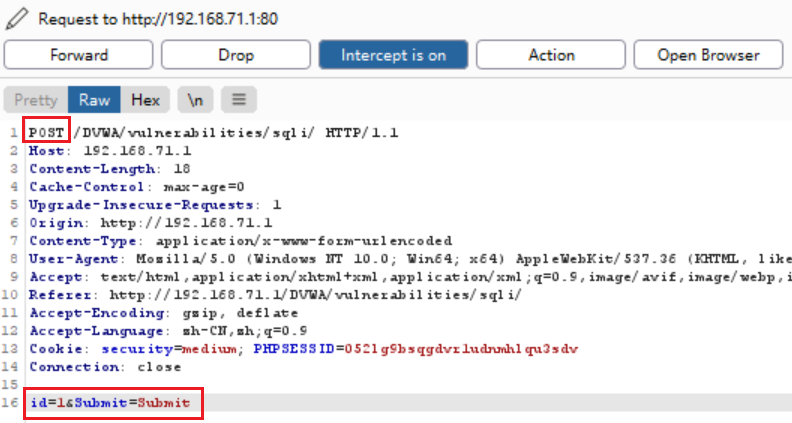 Request to http://192.168.71.1:80
Forward Drop Intercept is on Action Open Browser
Pretty Raw Hex \n
1 POST /DVWA/vulnerabilities/sqli/ HTTP/1.1
2 Host: 192.168.71.1
3 Content-Length: 18
4 Cache-Control: max-age=0
5 Upgrade-Insecure-Requests: 1
6 Origin: http://192.168.71.1
7 Content-Type: application/x-www-form-urlencoded
8 User-Agent: Mozilla/5.0 (Windows NT 10.0; Win64; x64) AppleWebKit/537.36 (KHTML, like
9 Accept: text/html,application/xhtml+xml,application/xml;q=0.9,image/avif,image/webp,i
10 Referer: http://192.168.71.1/DVWA/vulnerabilities/sqli/
11 Accept-Encoding: gzip, deflate
12 Accept-Language: zh-CN,zh;q=0.9
13 Cookie: security=medium; PHPSESSID=0521g9bsqgdvrludnmhlqu3sdv
14 Connection: close
15
16 id=1&Submit=Submit